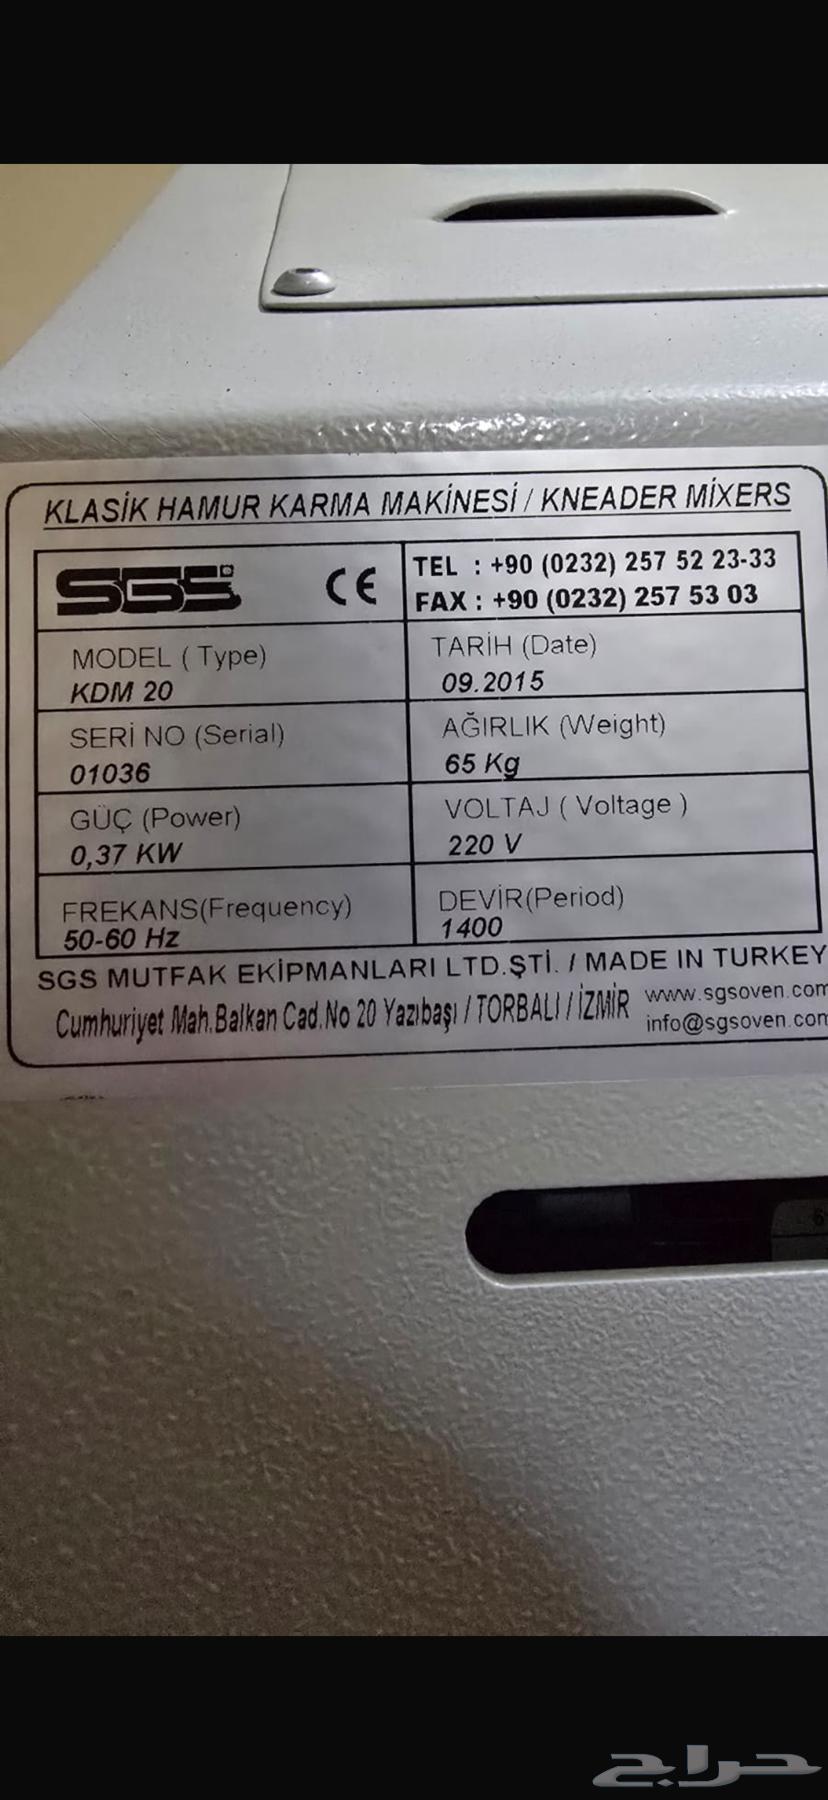 KLASİK HAMUR KARMA MAKİNESİ / KNEADER MİXERS
SGS CE
TEL : +90 (0232) 257 52 23-33
FAX : +90 (0232) 257 53 03
MODEL ( Type)
KDM 20
TARİH (Date)
09.2015
SERİ NO (Serial)
01036
AĞIRLIK (Weight)
65 Kg
GÜÇ (Power)
0,37 KW
VOLTAJ ( Voltage )
220 V
FREKANS(Frequency)
50-60 Hz
DEVİR(Period)
1400
SGS MUTFAK EKİPMANLARI LTD.ŞTİ. / MADE IN TURKEY
Cumhuriyet Mah.Balkan Cad.No 20 Yazıbaşı / TORBALI / İZMİR
www.sgsoven.com
info@sgsoven.com
حراج